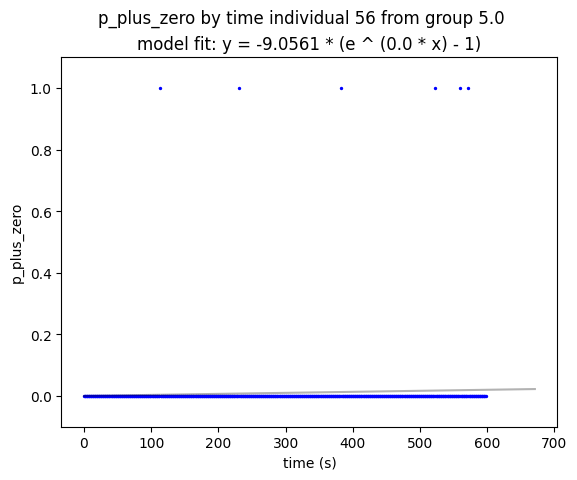 p_plus_zero by time individual 56 from group 5.0
model fit: y = -9.0561 * (e ^ (0.0 * x) - 1)
1.0
0.8
0.6
0.4
0.2
0.0
p_plus_zero
0 100 200 300 400 500 600 700
time (s)